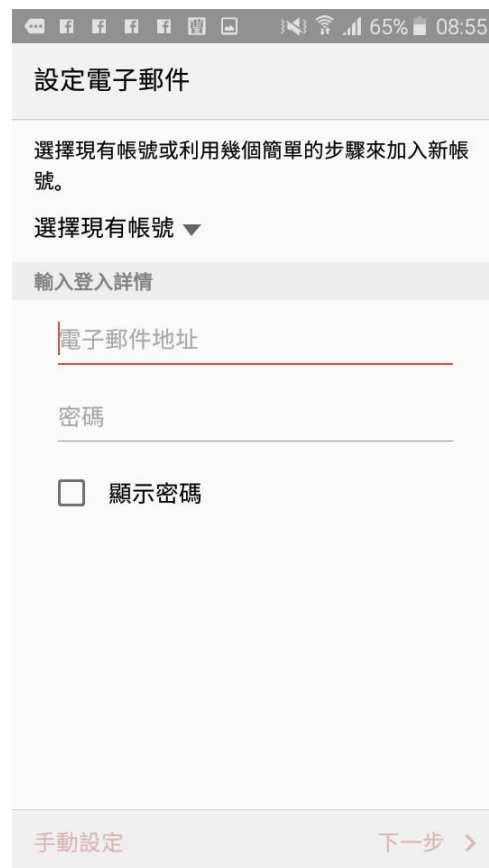 65% 08:55
設定電子郵件
選擇現有帳號或利用幾個簡單的步驟來加入新帳
號。
選擇現有帳號
輸入登入詳情
電子郵件地址
密碼
顯示密碼
手動設定 下一步